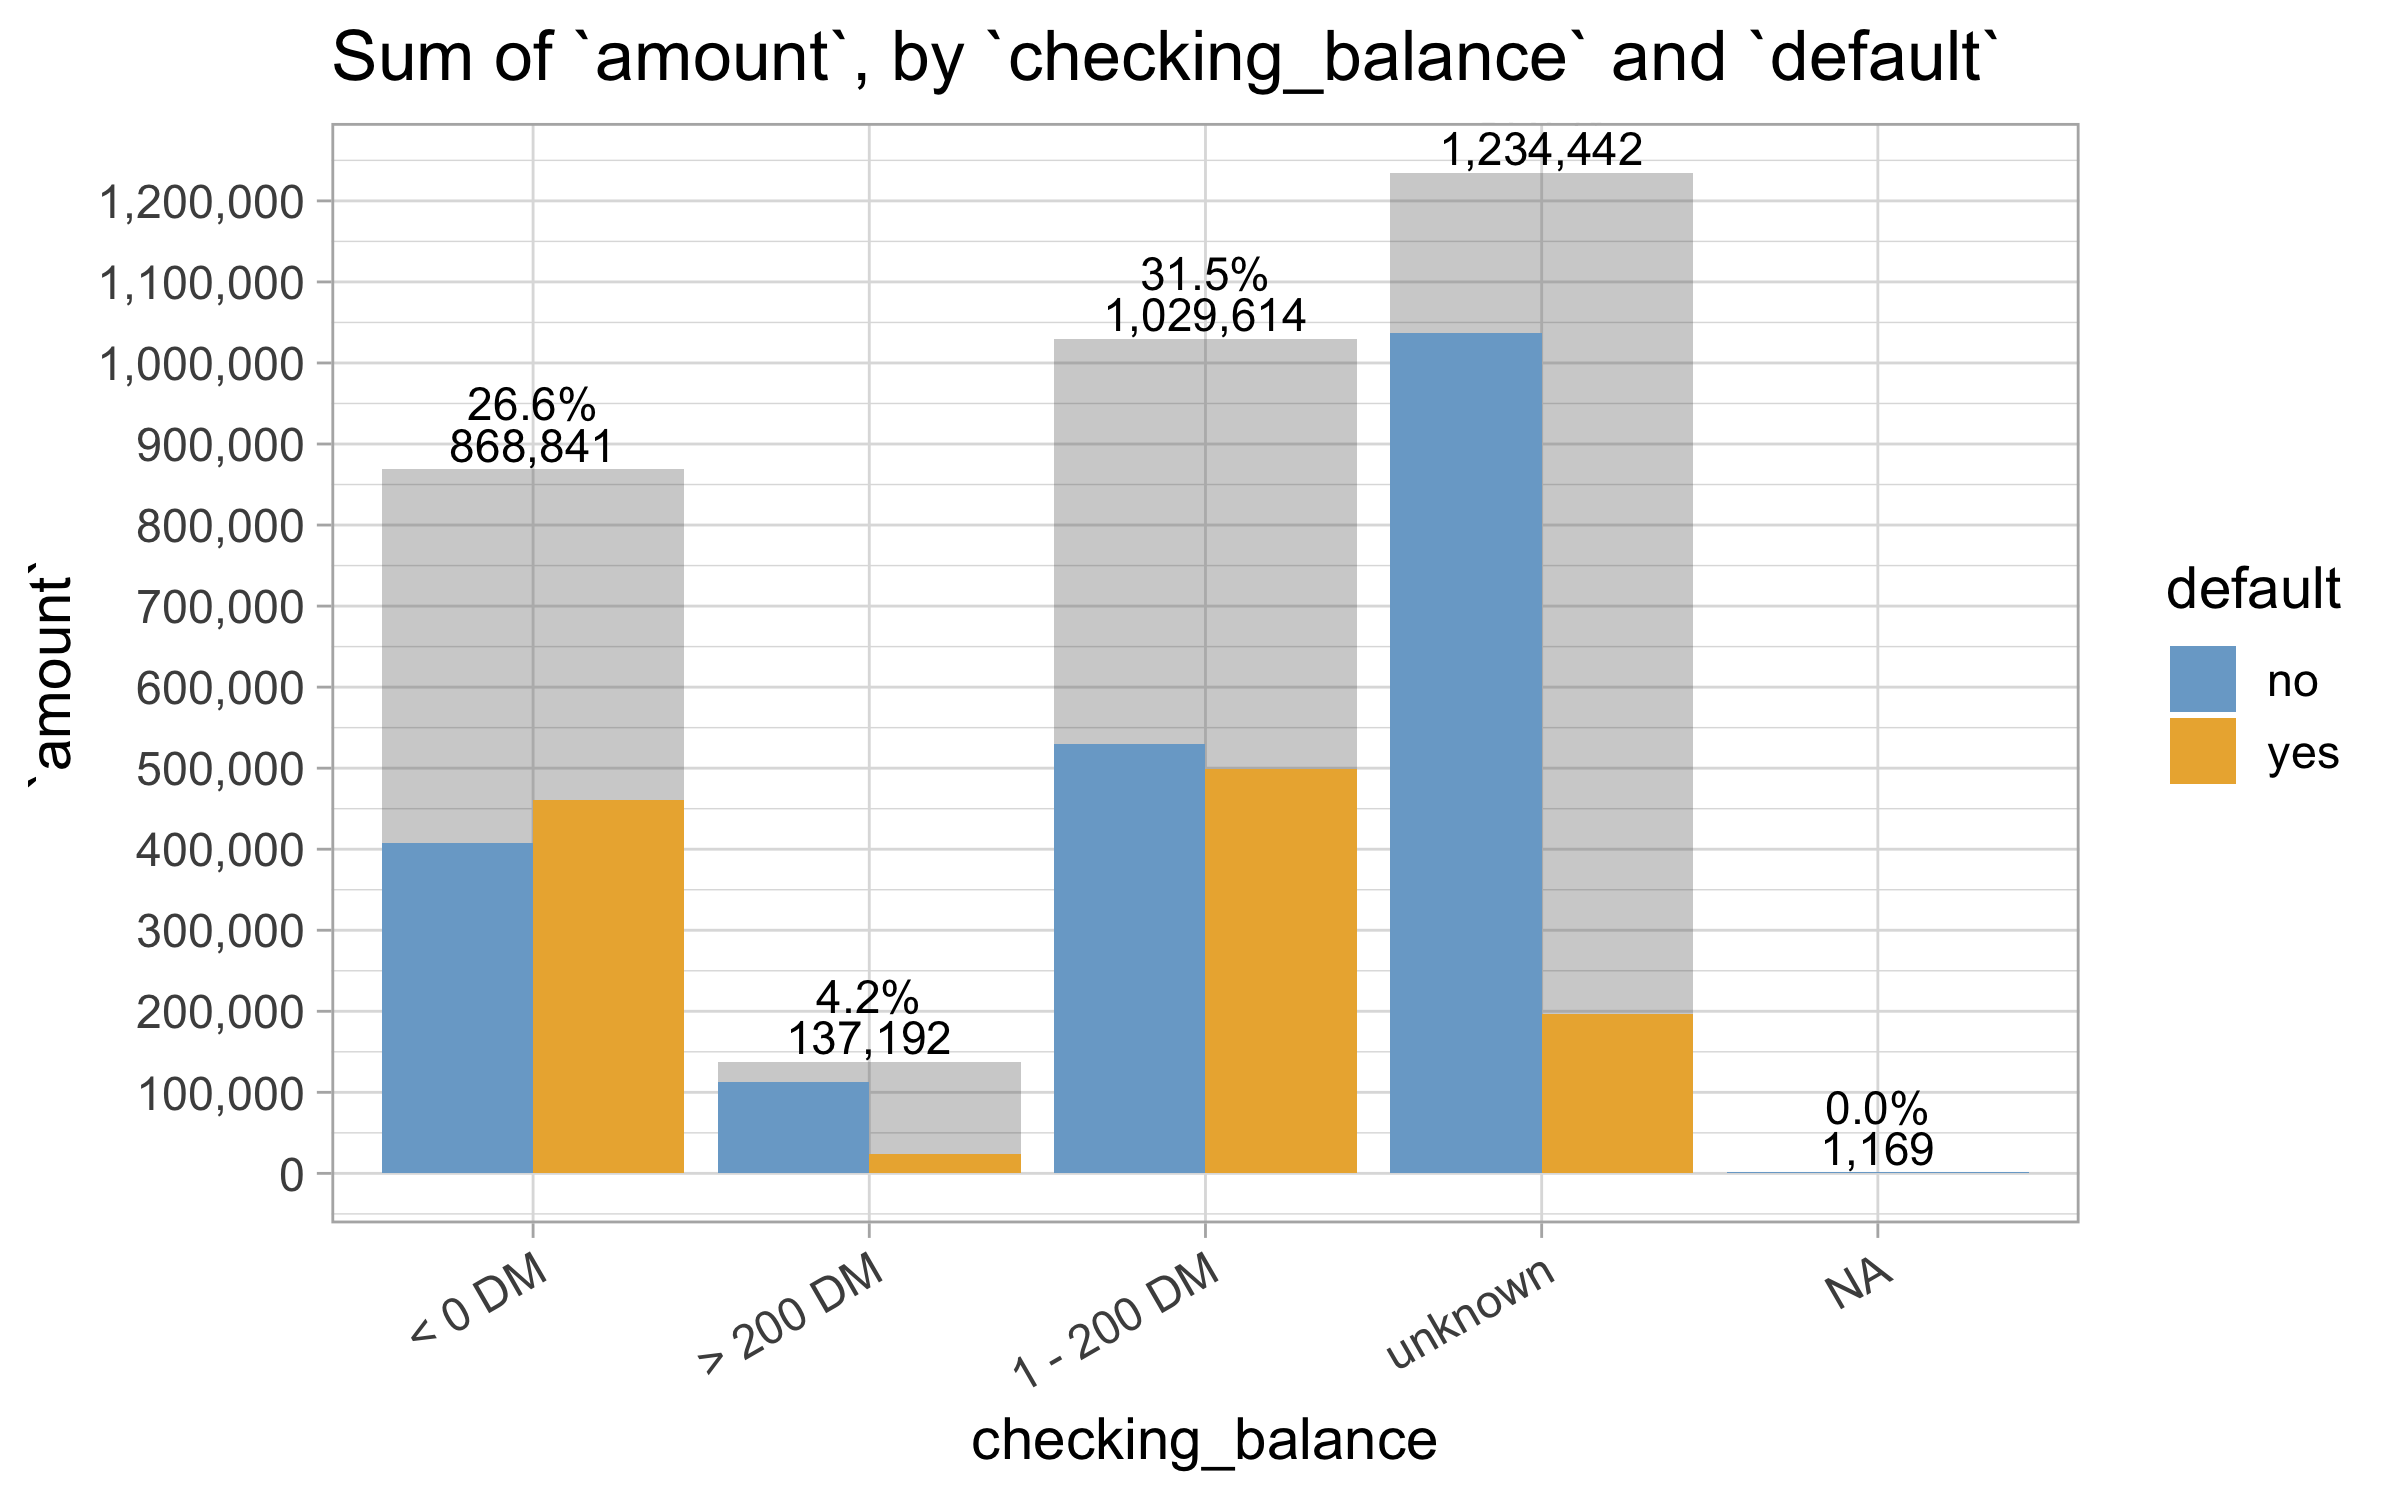 Sum of `amount`, by `checking_balance` and `default`
`amount`
1,200,000
1,100,000
1,000,000
900,000
800,000
700,000
600,000
500,000
400,000
300,000
200,000
100,000
0
26.6%
868,841
4.2%
137,192
31.5%
1,029,614
1,234,442
0.0%
1,169
< 0 DM
> 200 DM
1 - 200 DM
unknown
NA
checking_balance
default
no
yes